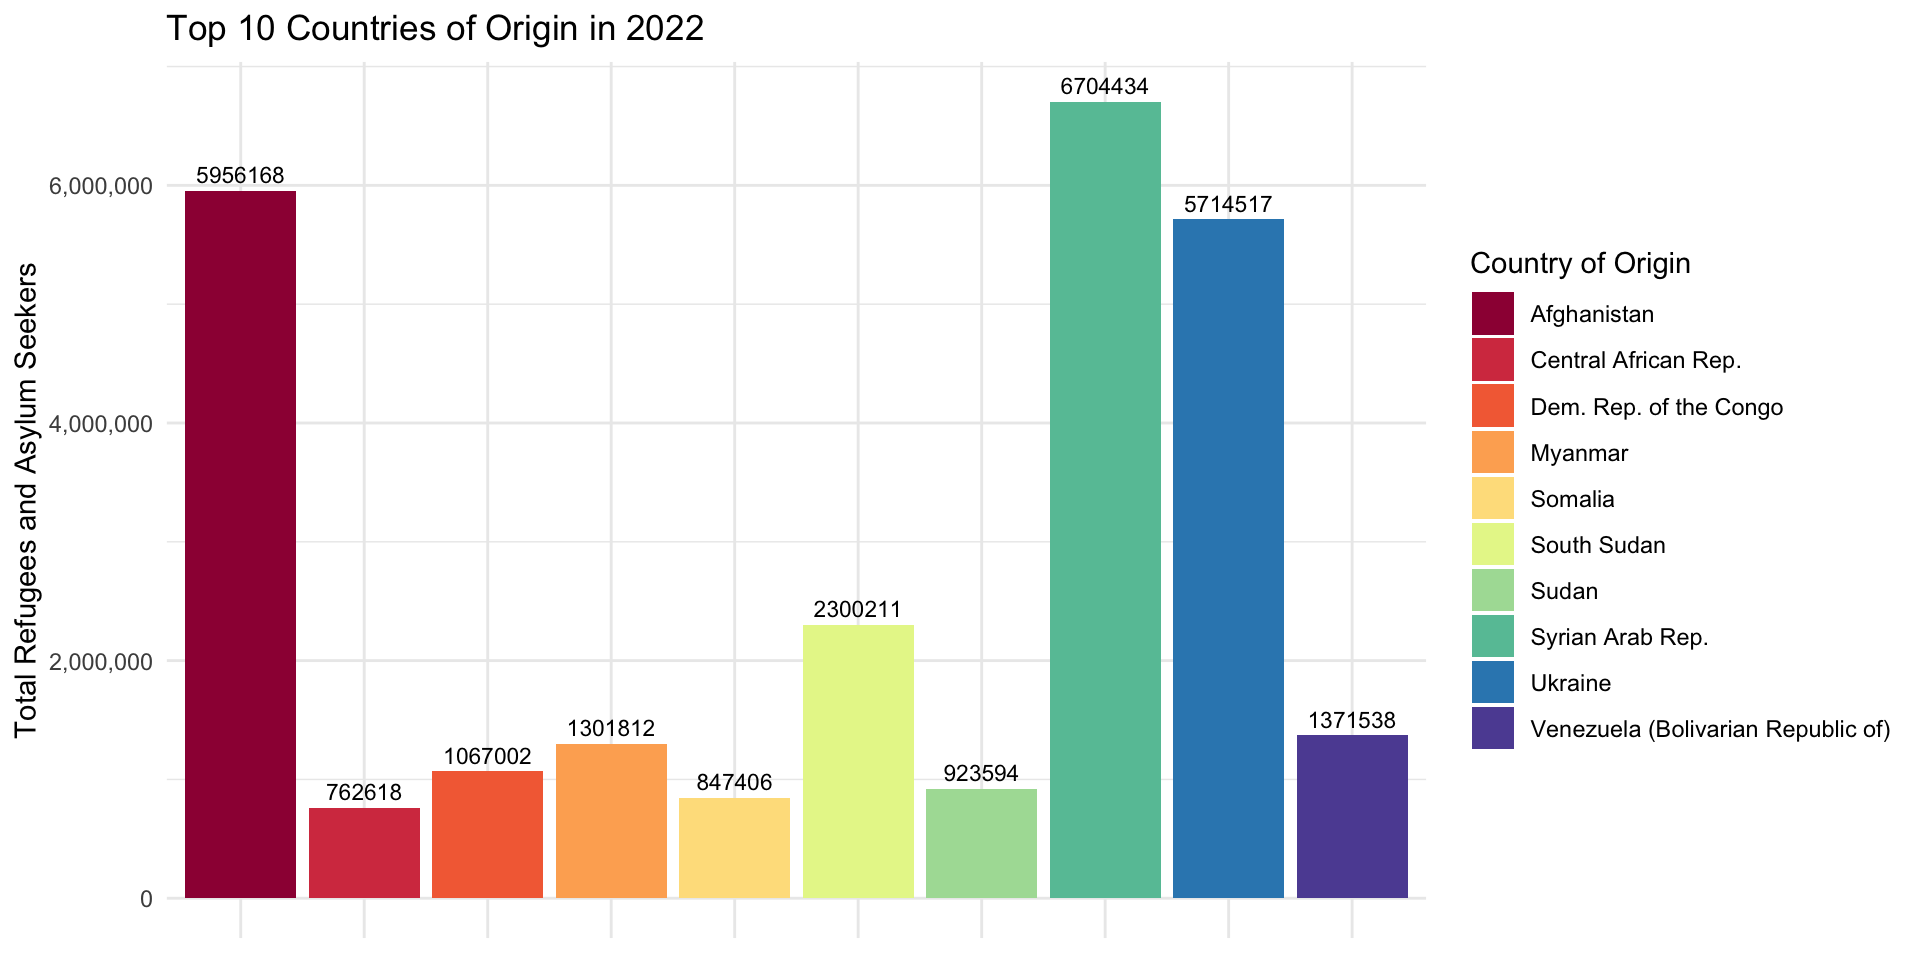 Top 10 Countries of Origin in 2022
Total Refugees and Asylum Seekers
6,000,000
4,000,000
2,000,000
0
5956168
762618
1067002
1301812
847406
2300211
923594
6704434
5714517
1371538
Country of Origin
Afghanistan
Central African Rep.
Dem. Rep. of the Congo
Myanmar
Somalia
South Sudan
Sudan
Syrian Arab Rep.
Ukraine
Venezuela (Bolivarian Republic of)